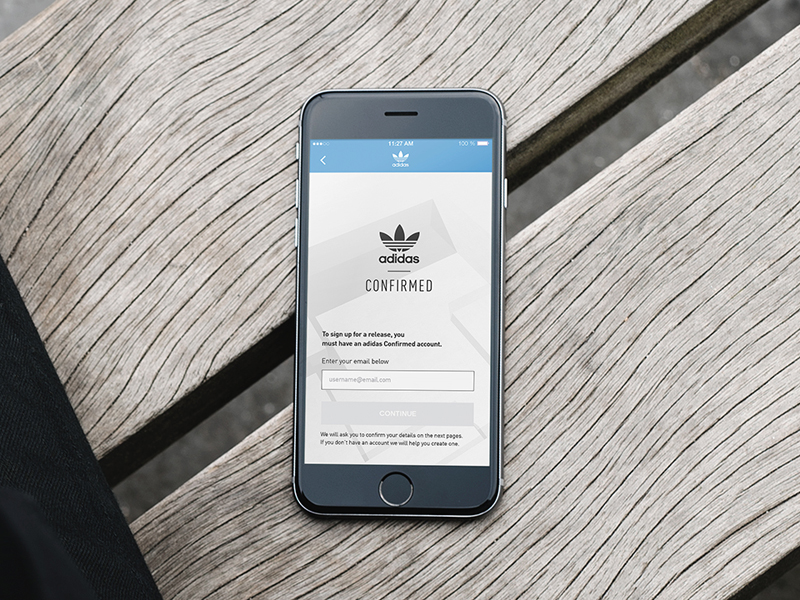 11:27 AM
100 %
adidas
adidas
CONFIRMED
To sign up for a release, you
must have an adidas Confirmed account.
Enter your email below
username@email.com
CONTINUE
We will ask you to confirm your details on the next pages.
If you don't have an account we will help you create one.